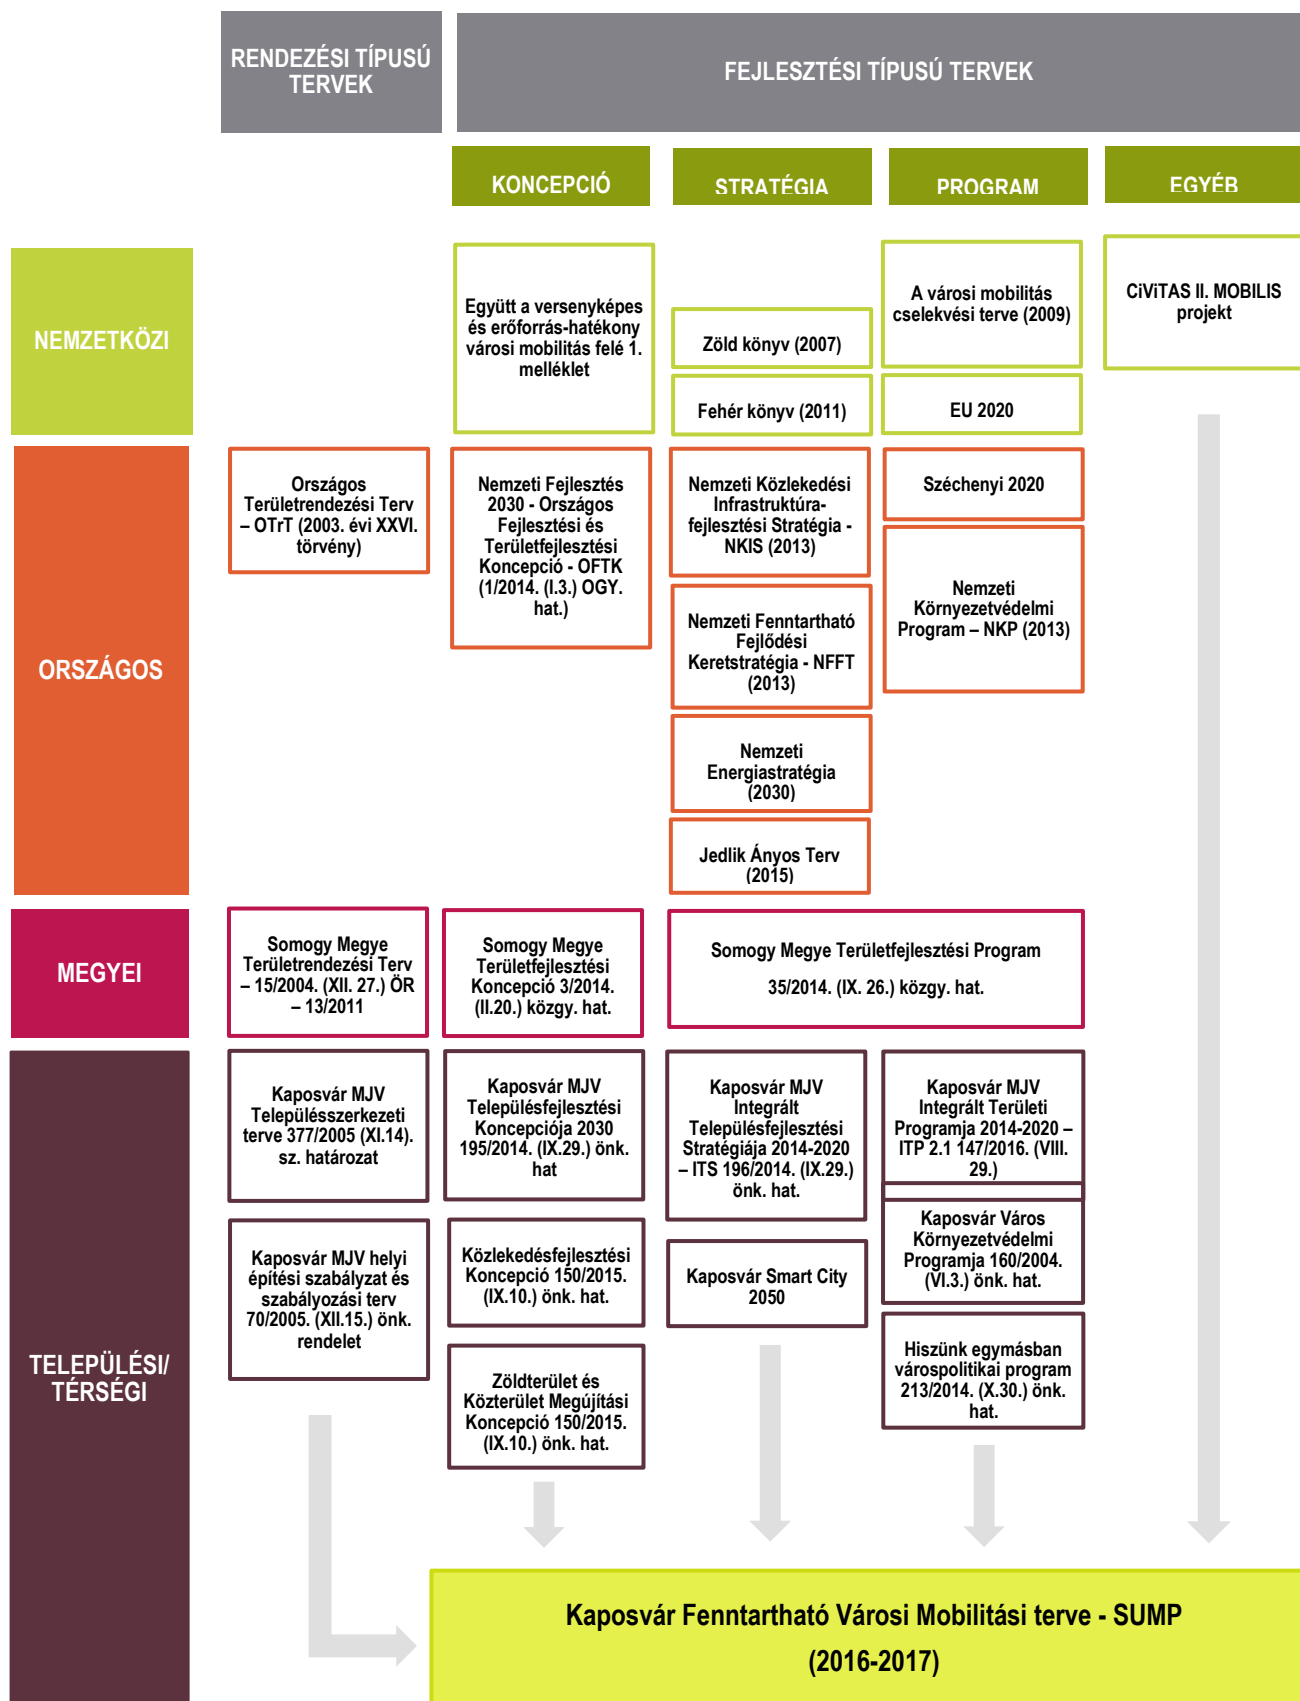 RENDEZÉSI TÍPUSÚ
TERVEK
FEJLESZTÉSI TÍPUSÚ TERVEK
KONCEPCIÓ
STRATÉGIA
PROGRAM
EGYÉB
NEMZETKÖZI
Együtt a versenyképes
és erőforrás-hatékony
városi mobilitás felé 1.
melléklet
Zöld könyv (2007)
Fehér könyv (2011)
A városi mobilitás
cselekvési terve (2009)
EU 2020
CiViTAS II. MOBILIS
projekt
ORSZÁGOS
Országos
Területrendezési Terv
– OTrT (2003. évi XXVI.
törvény)
Nemzeti Fejlesztés
2030 - Országos
Fejlesztési és
Területfejlesztési
Koncepció - OFTK
(1/2014. (I.3.) OGY.
hat.)
Nemzeti Közlekedési
Infrastruktúra-
fejlesztési Stratégia -
NKIS (2013)
Nemzeti Fenntartható
Fejlődési
Keretstratégia - NFFT
(2013)
Nemzeti
Energiastratégia
(2030)
Jedlik Ányos Terv
(2015)
Széchenyi 2020
Nemzeti
Környezetvédelmi
Program – NKP (2013)
MEGYEI
Somogy Megye
Területrendezési Terv
– 15/2004. (XII. 27.) ÖR
– 13/2011
Somogy Megye
Területfejlesztési
Koncepció 3/2014.
(II.20.) közgy. hat.
Somogy Megye Területfejlesztési Program
35/2014. (IX. 26.) közgy. hat.
TELEPÜLÉSI/
TÉRSÉGI
Kaposvár MJV
Településszerkezeti
terve 377/2005 (XI.14).
sz. határozat
Kaposvár MJV helyi
építési szabályzat és
szabályozási terv
70/2005. (XII.15.) önk.
rendelet
Kaposvár MJV
Településfejlesztési
Koncepciója 2030
195/2014. (IX.29.) önk.
hat
Közlekedésfejlesztési
Koncepció 150/2015.
(IX.10.) önk. hat.
Zöldterület és
Közterület Megújítási
Koncepció 150/2015.
(IX.10.) önk. hat.
Kaposvár MJV
Integrált
Településfejlesztési
Stratégiája 2014-2020
– ITS 196/2014. (IX.29.)
önk. hat.
Kaposvár Smart City
2050
Kaposvár MJV
Integrált Területi
Programja 2014-2020 –
ITP 2.1 147/2016. (VIII.
29.)
Kaposvár Város
Környezetvédelmi
Programja 160/2004.
(VI.3.) önk. hat.
Hiszünk egymásban
várospolitikai program
213/2014. (X.30.) önk.
hat.
Kaposvár Fenntartható Városi Mobilitási terve - SUMP
(2016-2017)